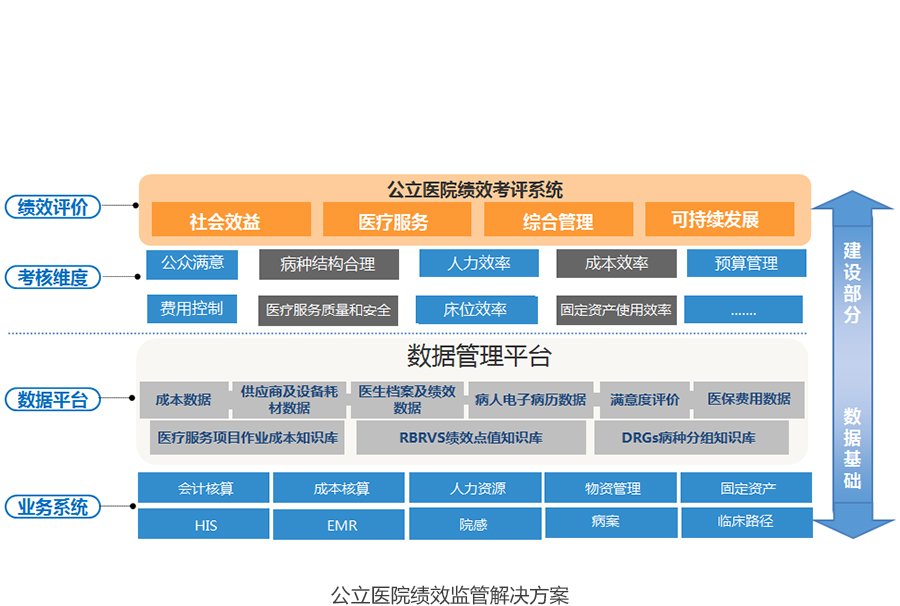 公立医院绩效考评系统
绩效评价
社会效益
医疗服务
综合管理
可持续发展
考核维度
公众满意
病种结构合理
人力效率
成本效率
预算管理
费用控制
医疗服务质量和安全
床位效率
固定资产使用效率
.......
建设部分
数据管理平台
数据平台
成本数据
供应商及设备耗
材数据
医生档案及绩效
数据
病人电子病历数据
满意度评价
医保费用数据
医疗服务项目作业成本知识库
RBRVS绩效点值知识库
DRGs病种分组知识库
数据基础
业务系统
会计核算
成本核算
人力资源
物资管理
固定资产
HIS
EMR
院感
病案
临床路径
公立医院绩效监管解决方案